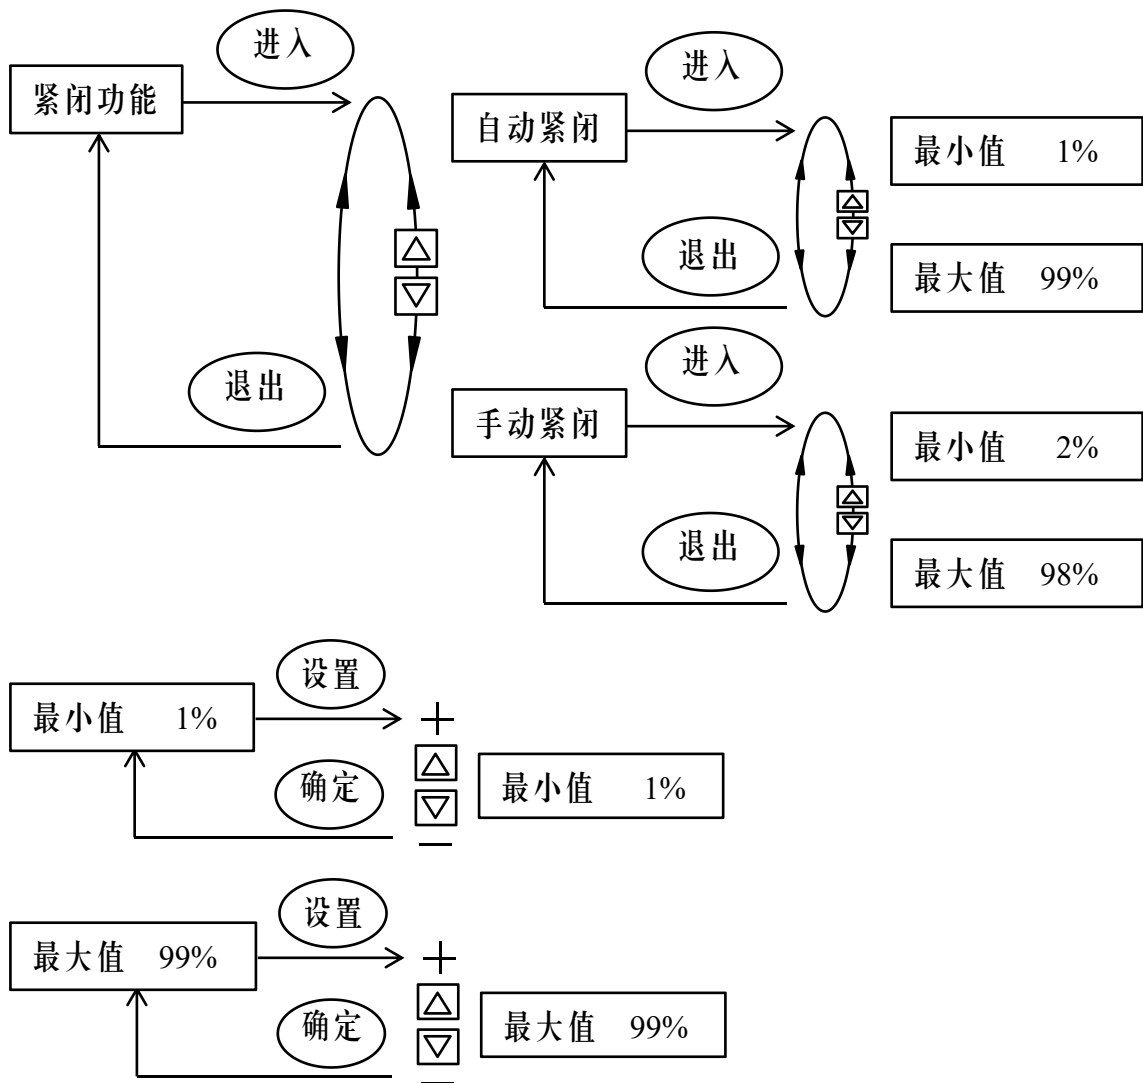 紧闭功能
进入
退出
自动紧闭
进入
退出
最小值 1%
最大值 99%
手动紧闭
进入
退出
最小值 2%
最大值 98%
最小值 1%
设置
确定
+
最小值 1%
—
最大值 99%
设置
确定
+
最大值 99%
—